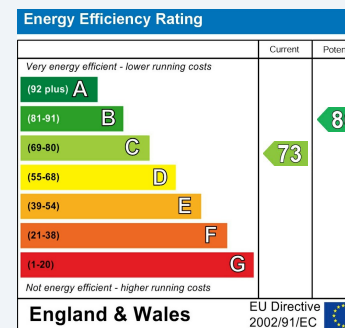 Energy Efficiency Rating
Current
Very energy efficient - lower running costs
(92 plus) A
(81-91) B
(69-80) C
73
(55-68) D
(39-54) E
(21-38) F
(1-20) G
Not energy efficient - higher running costs
England & Wales
EU Directive
2002/91/EC